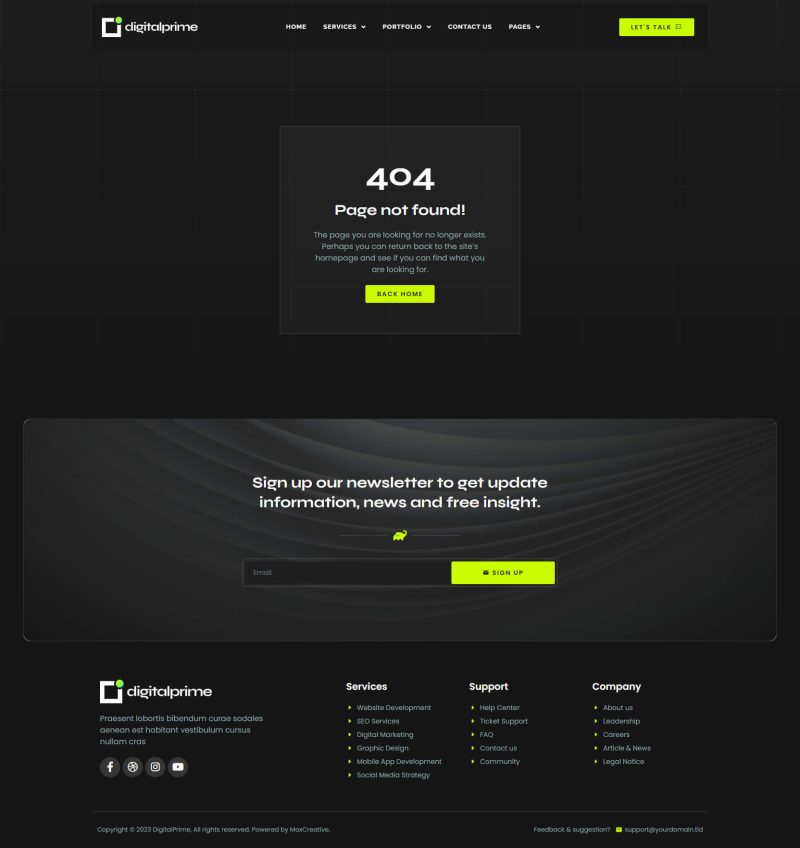 digitalprime
HOME SERVICES PORTFOLIO CONTACT US PAGES
LET'S TALK
404
Page not found!
The page you are looking for no longer exists.
Perhaps you can return back to the site's
homepage and see if you can find what you
are looking for.
BACK HOME
Sign up our newsletter to get update
information, news and free insight.
Email
SIGN UP
digitalprime
Praesent lobortis bibendum curae sodales
aenean est habitant vestibulum cursus
nullam cras
Services
Website Development
SEO Services
Digital Marketing
Graphic Design
Mobile App Development
Social Media Strategy
Support
Help Center
Ticket Support
FAQ
Contact us
Community
Company
About us
Leadership
Careers
Article & News
Legal Notice
Copyright © 2023 DigitalPrime, All rights reserved. Powered by MaxCreative.
Feedback & suggestion? support@yourdomain.tld